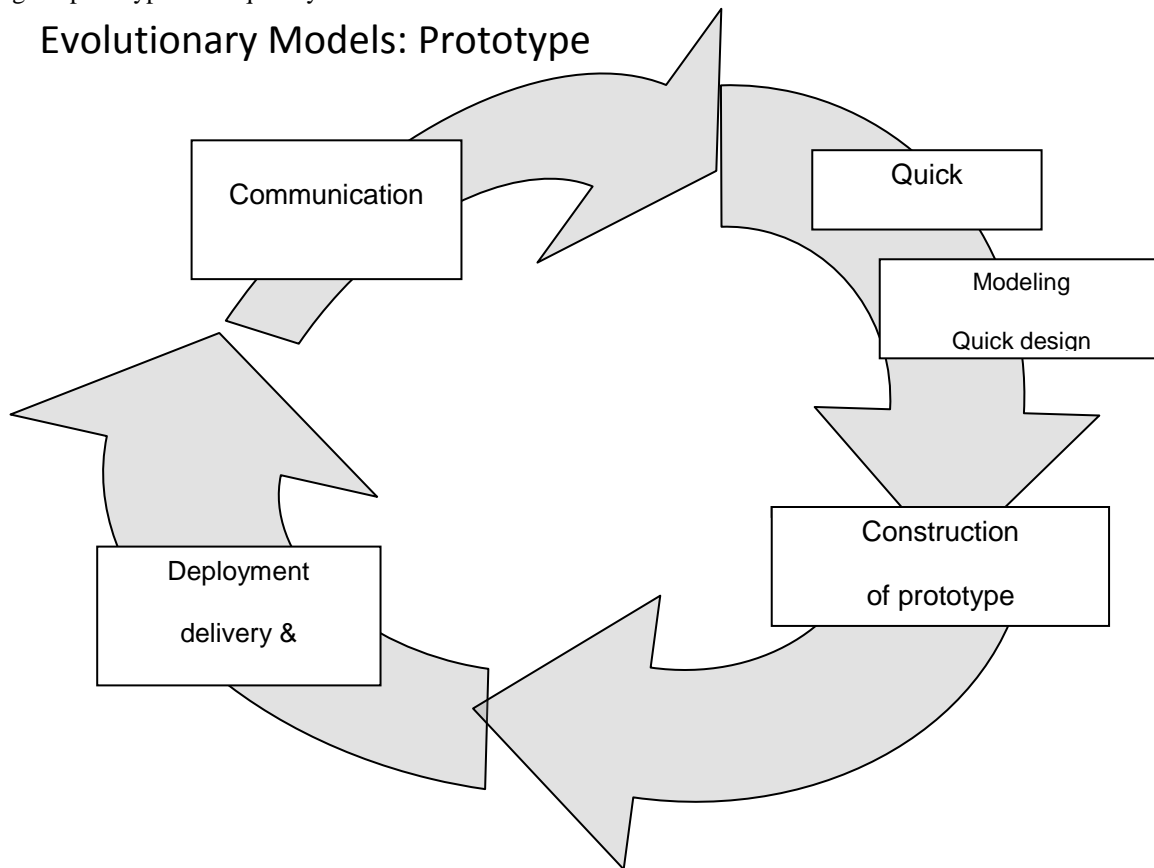 Evolutionary Models: Prototype
Communication
Quick
Modeling
Quick design
Construction
of prototype
Deployment
delivery &